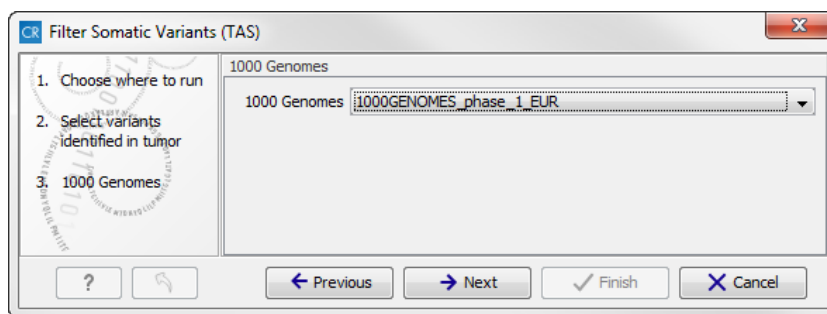 CR Filter Somatic Variants (TAS)
1. Choose where to run
2. Select variants
identified in tumor
3. 1000 Genomes
1000 Genomes
1000 Genomes 1000GENOMES_phase_1_EUR
? Previous Next Finish Cancel